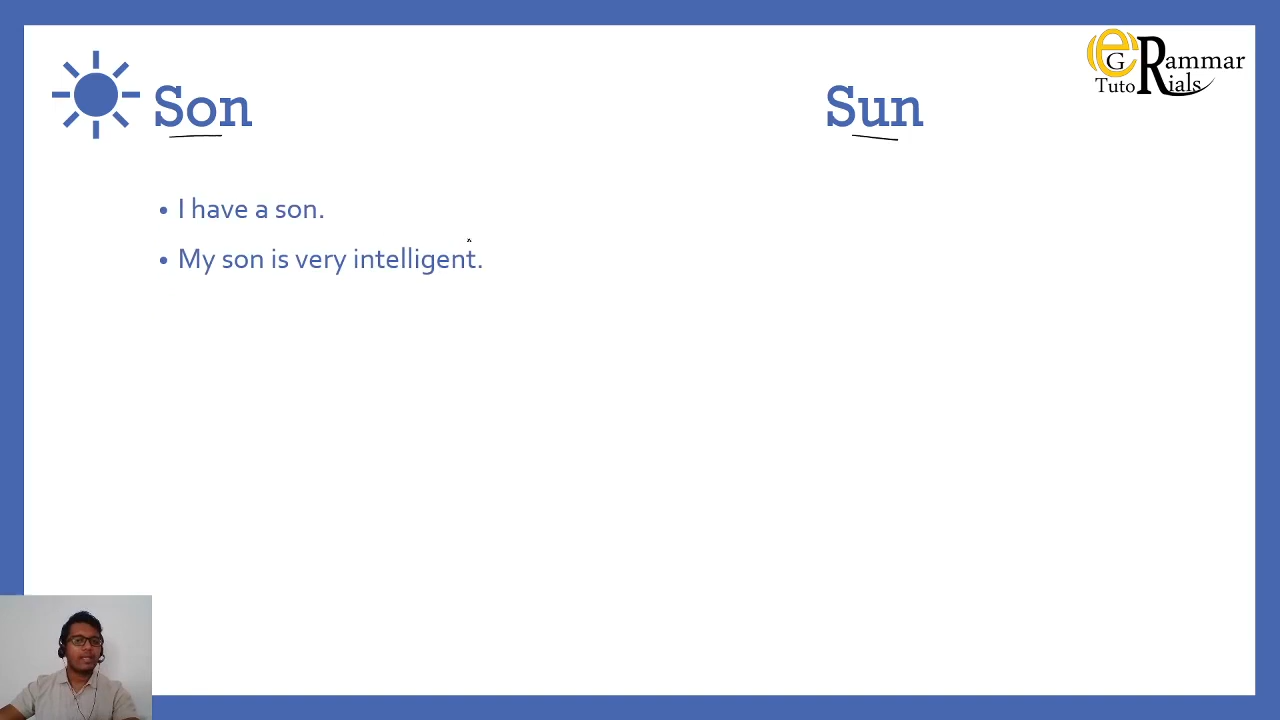 Son
Sun
eGRammar
TutoRials
• I have a son.
• My son is very intelligent.